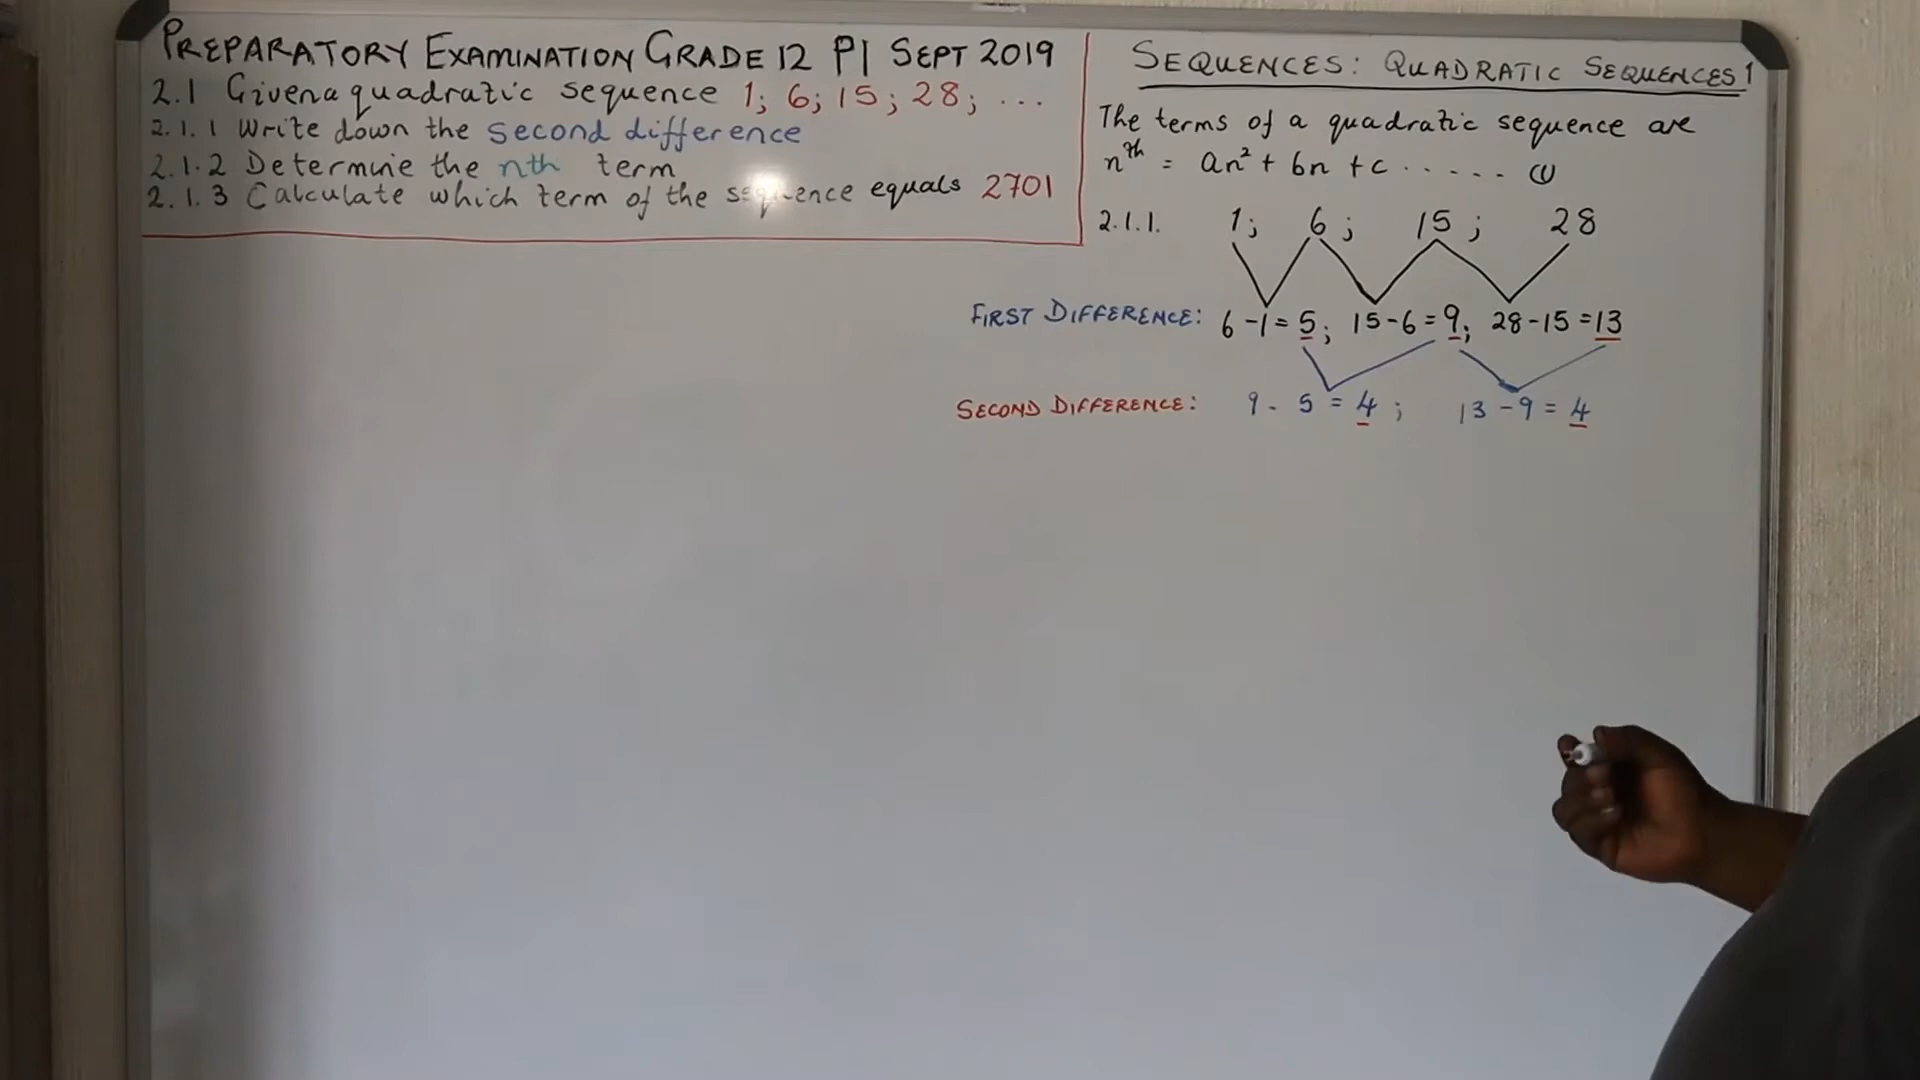 PREPARATORY EXAMINATION GRADE 12 P1 SEPT 2019
2.1 Given a quadratic sequence 1; 6; 15; 28; ...
2.1.1 Write down the second difference
2.1.2 Determine the nth term
2.1.3 Calculate which term of the sequence equals 2701
SEQUENCES: QUADRATIC SEQUENCES 1
The terms of a quadratic sequence are
nᵗʰ = an² + bn + c ..... (1)
2.1.1. 1; 6; 15; 28
FIRST DIFFERENCE: 6 - 1 = 5; 15 - 6 = 9; 28 - 15 = 13
SECOND DIFFERENCE: 9 - 5 = 4; 13 - 9 = 4